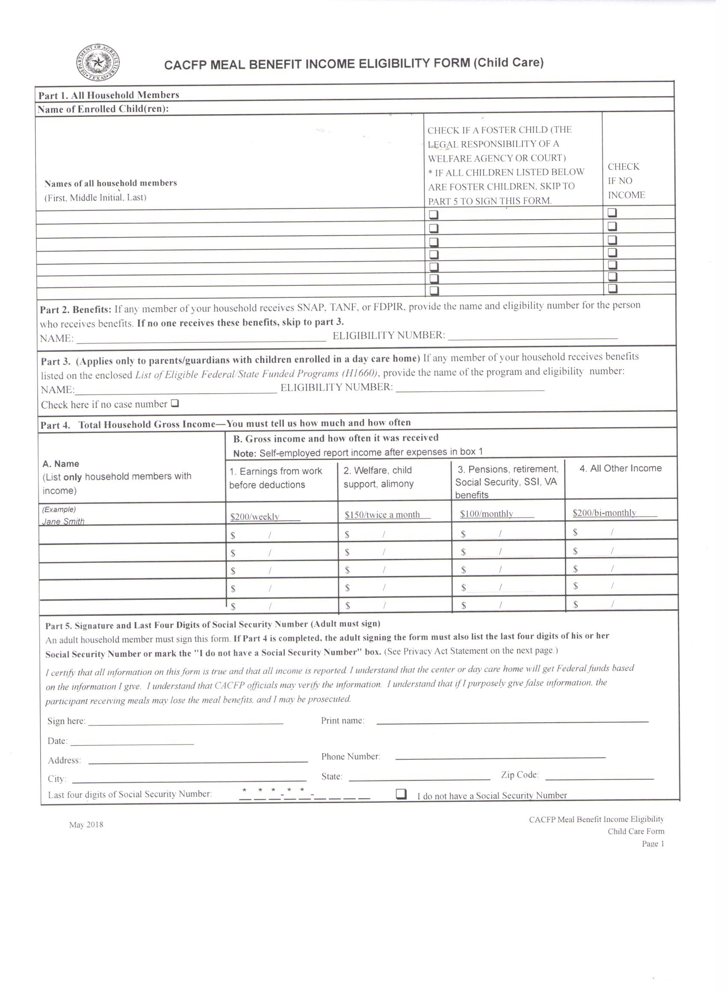 DEPARTMENT OF AGRICULTURE
TEXAS
CACFP MEAL BENEFIT INCOME ELIGIBILITY FORM (Child Care)
Part 1. All Household Members
Name of Enrolled Child(ren):
Names of all household members
(First, Middle Initial, Last)
CHECK IF A FOSTER CHILD (THE
LEGAL RESPONSIBILITY OF A
WELFARE AGENCY OR COURT)
* IF ALL CHILDREN LISTED BELOW
ARE FOSTER CHILDREN, SKIP TO
PART 5 TO SIGN THIS FORM.
CHECK
IF NO
INCOME
Part 2. Benefits: If any member of your household receives SNAP, TANF, or FDPIR, provide the name and eligibility number for the person
who receives benefits. If no one receives these benefits, skip to part 3.
NAME: ELIGIBILITY NUMBER:
Part 3. (Applies only to parents/guardians with children enrolled in a day care home) If any member of your household receives benefits
listed on the enclosed List of Eligible Federal/State Funded Programs (H1660), provide the name of the program and eligibility number:
NAME: ELIGIBILITY NUMBER:
Check here if no case number
Part 4. Total Household Gross Income—You must tell us how much and how often
A. Name
(List only household members with
income)
B. Gross income and how often it was received
Note: Self-employed report income after expenses in box 1
1. Earnings from work
before deductions
2. Welfare, child
support, alimony
3. Pensions, retirement,
Social Security, SSI, VA
benefits
4. All Other Income
(Example)
Jane Smith
$200/weekly $150/twice a month $100/monthly $200/bi-monthly
$ / $ / $ / $ /
$ / $ / $ / $ /
$ / $ / $ / $ /
$ / $ / $ / $ /
$ / $ / $ / $ /
Part 5. Signature and Last Four Digits of Social Security Number (Adult must sign)
An adult household member must sign this form. If Part 4 is completed, the adult signing the form must also list the last four digits of his or her
Social Security Number or mark the "I do not have a Social Security Number" box. (See Privacy Act Statement on the next page.)
I certify that all information on this form is true and that all income is reported. I understand that the center or day care home will get Federal funds based
on the information I give. I understand that CACFP officials may verify the information. I understand that if I purposely give false information, the
participant receiving meals may lose the meal benefits, and I may be prosecuted.
Sign here: Print name:
Date:
Address: Phone Number:
City: State: Zip Code:
Last four digits of Social Security Number: * * * - * * - I do not have a Social Security Number
May 2018
CACFP Meal Benefit Income Eligibility
Child Care Form
Page 1